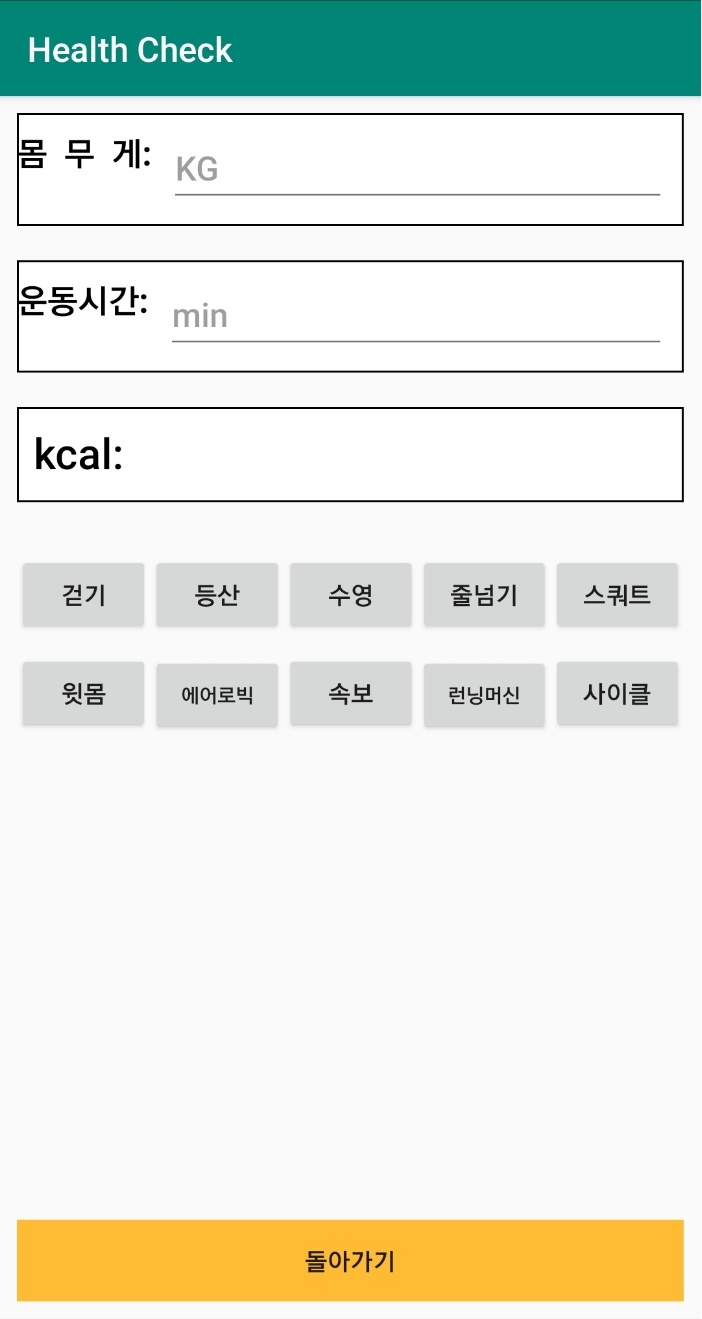 Health Check
몸 무 게: KG
운동시간: min
kcal:
걷기 등산 수영 줄넘기 스쿼트
윗몸 에어로빅 속보 런닝머신 사이클
돌아가기